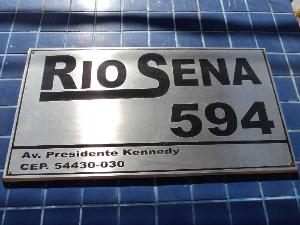 RIO SENA
594
Av. Presidente Kennedy
CEP. 54430-030